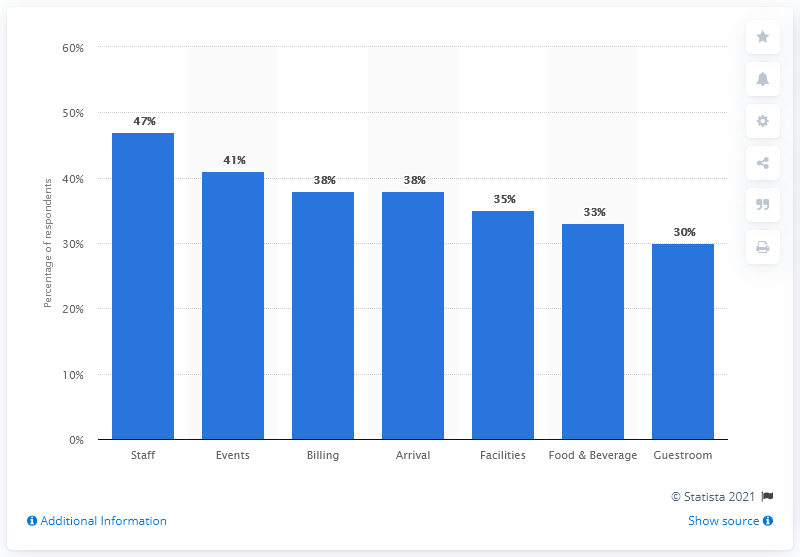 60%
50%
40%
30%
20%
10%
0%
Percentage of respondents
47%
41%
38%
38%
35%
33%
30%
Staff
Events
Billing
Arrival
Facilities
Food & Beverage
Guestroom
© Statista 2021
Additional Information
Show source